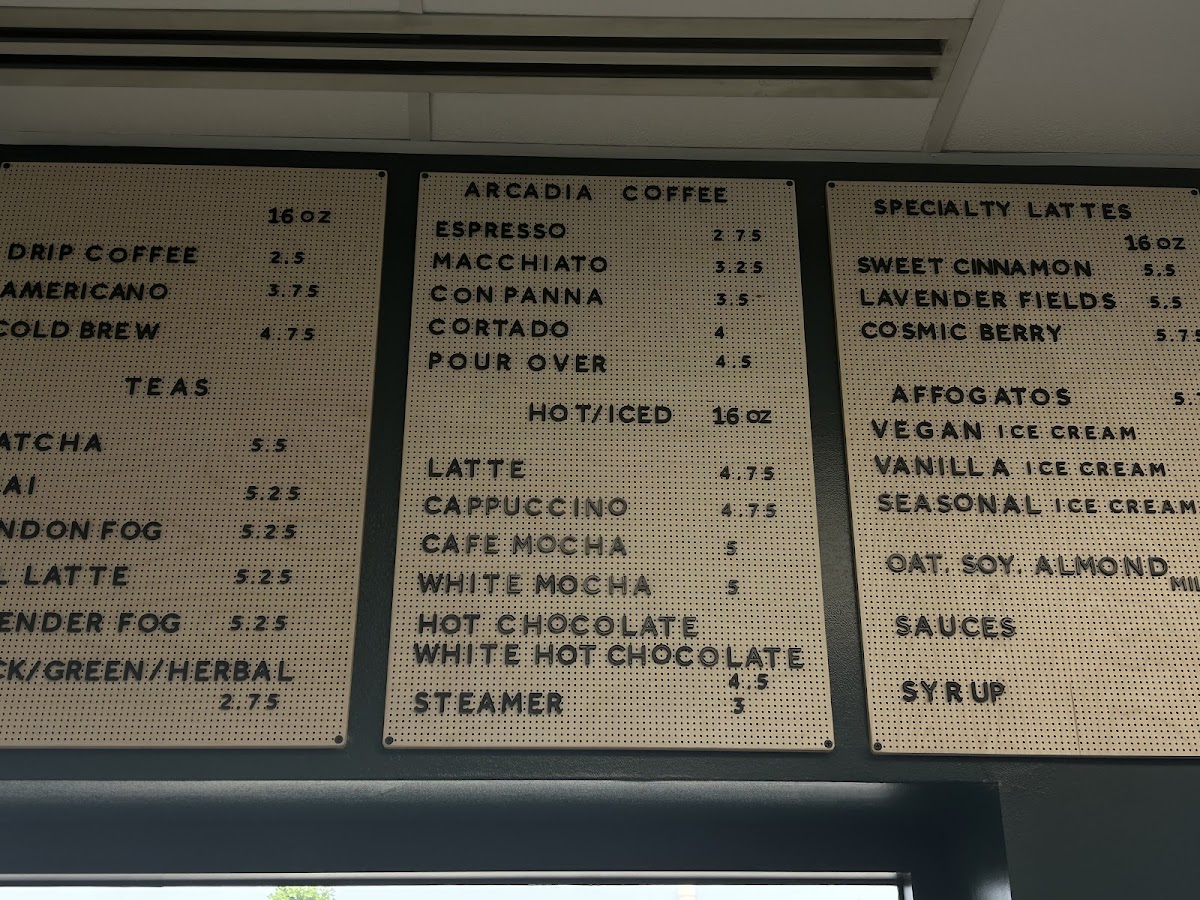 16 oz
DRIP COFFEE 2.5
AMERICANO 3.75
COLD BREW 4.75
TEAS
ATCHA 5.5
AI 5.25
NDON FOG 5.25
L LATTE 5.25
ENDER FOG 5.25
CK/GREEN/HERBAL
2.75
ARCADIA COFFEE
ESPRESSO 2 75
MACCHIATO 3.25
CON PANNA 3.5
CORTADO 4
POUR OVER 4.5
HOT/ICED 16 oz
LATTE 4.75
CAPPUCCINO 4.75
CAFE MOCHA 5
WHITE MOCHA 5
HOT CHOCOLATE
WHITE HOT CHOCOLATE
4.5
STEAMER 3
SPECIALTY LATTES
16 oz
SWEET CINNAMON 5.5
LAVENDER FIELDS 5.5
COSMIC BERRY 5.75
AFFOGATOS 5.
VEGAN ICE CREAM
VANILLA ICE CREAM
SEASONAL ICE CREAM
OAT, SOY, ALMOND
MIL
SAUCES
SYRUP